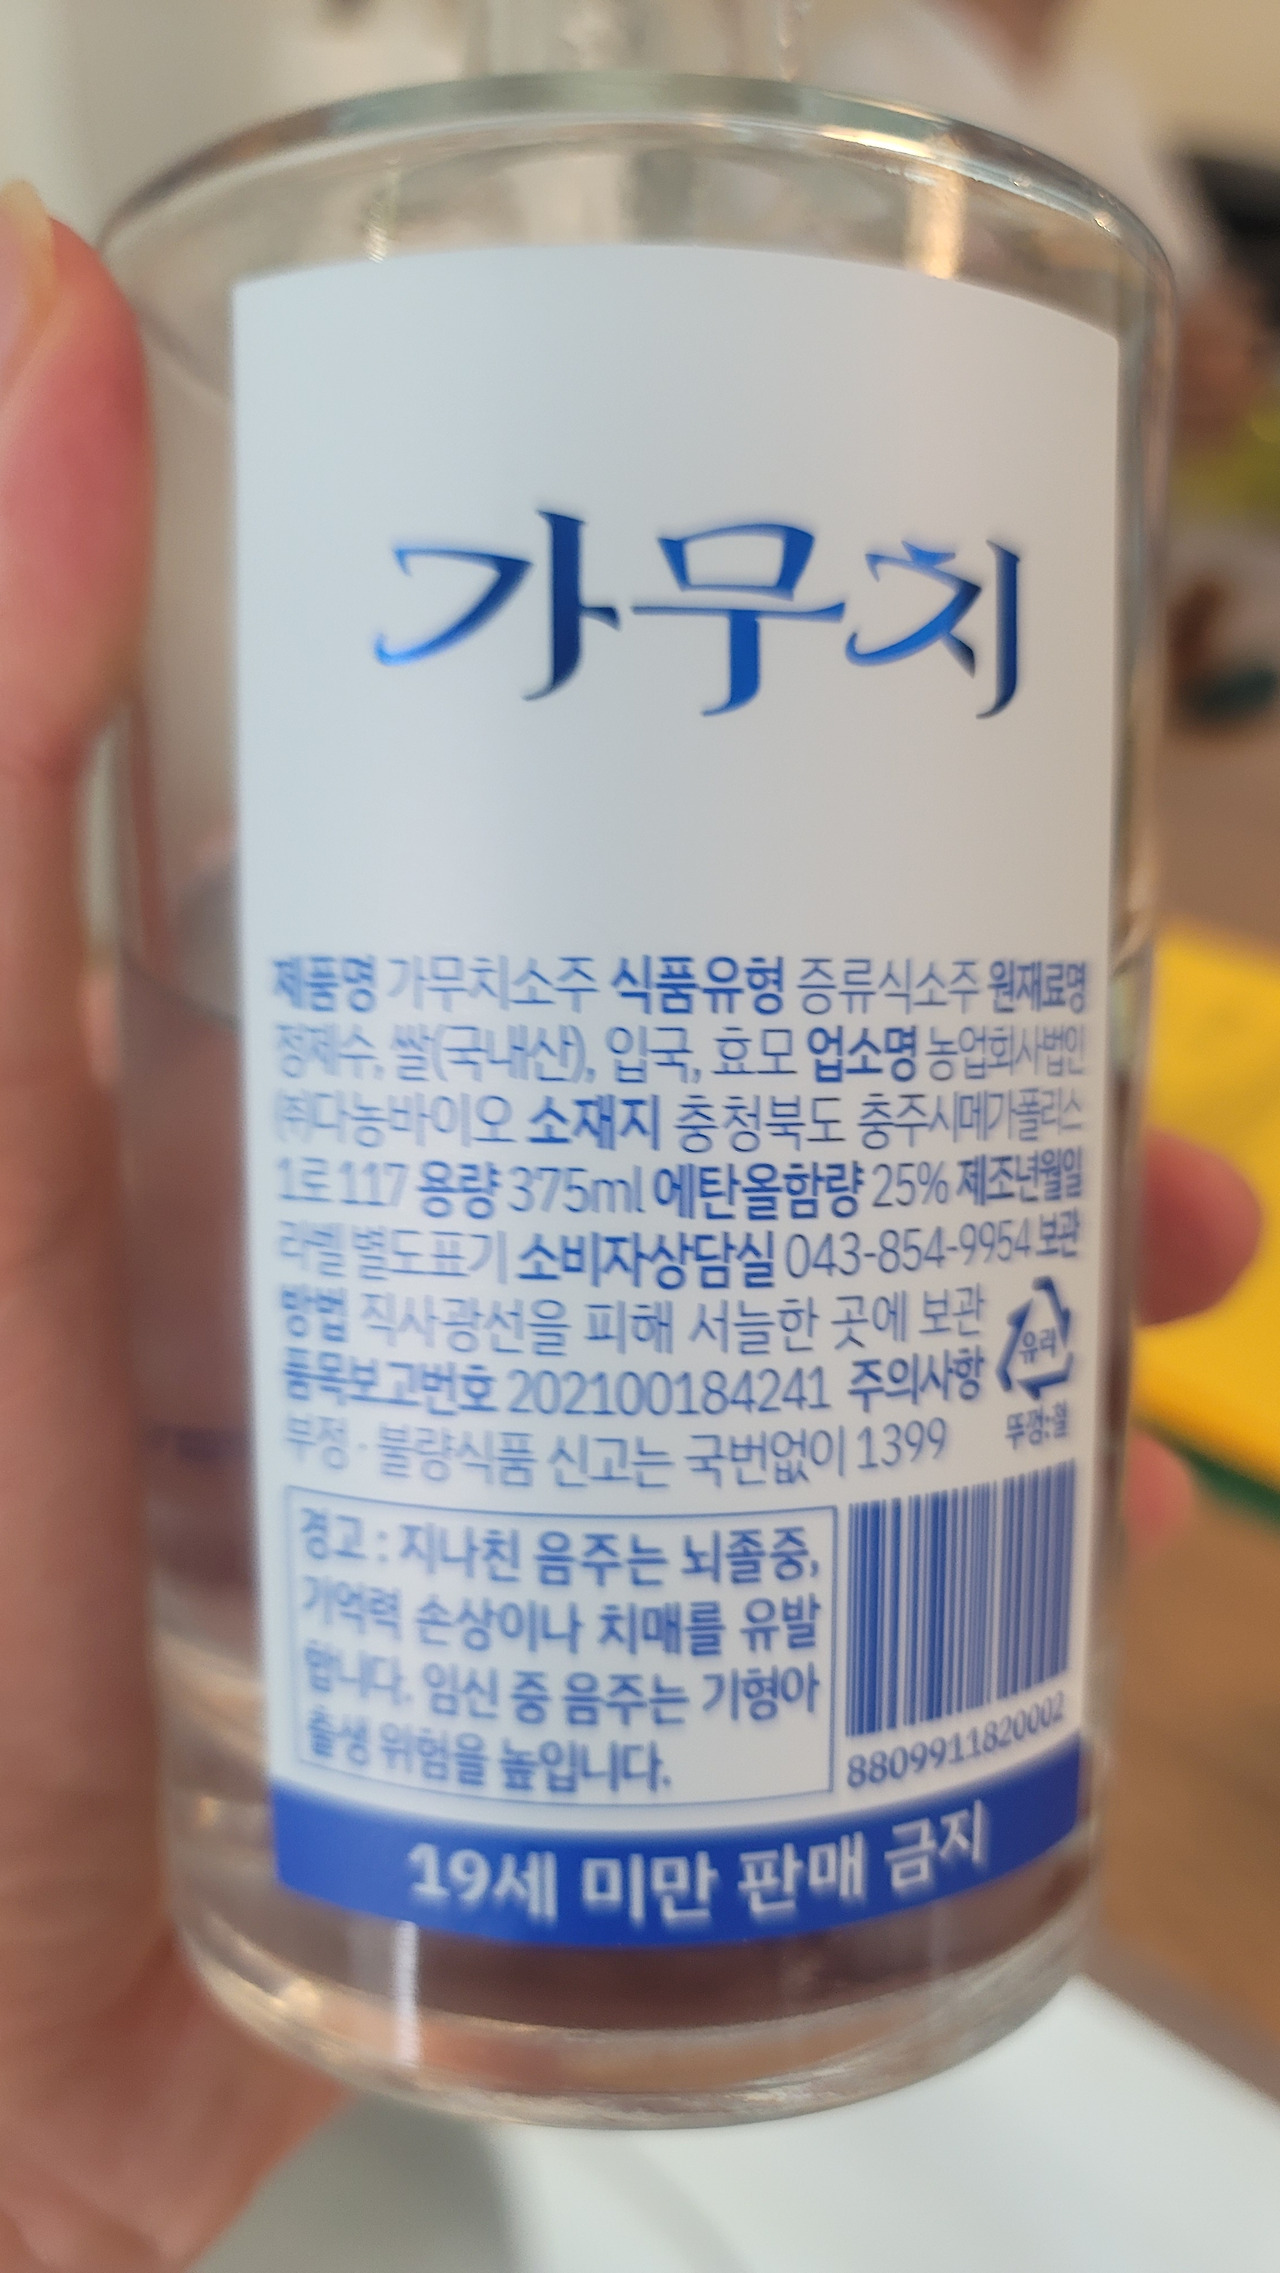 가무치
제품명 가무치소주 식품유형 증류식소주 원재료명
정제수, 쌀(국내산), 입국, 효모 업소명 농업회사법인
㈜다농바이오 소재지 충청북도 충주시메가폴리스
1로 117 용량 375ml 에탄올함량 25% 제조년월일
라벨 별도표기 소비자상담실 043-854-9954 보관
방법 직사광선을 피해 서늘한 곳에 보관
유리
품목보고번호 202100184241 주의사항
부정·불량식품 신고는 국번없이 1399
뚜껑:철
경고 : 지나친 음주는 뇌졸중,
기억력 손상이나 치매를 유발
합니다. 임신 중 음주는 기형아
출생 위험을 높입니다.
8809911820002
19세 미만 판매 금지